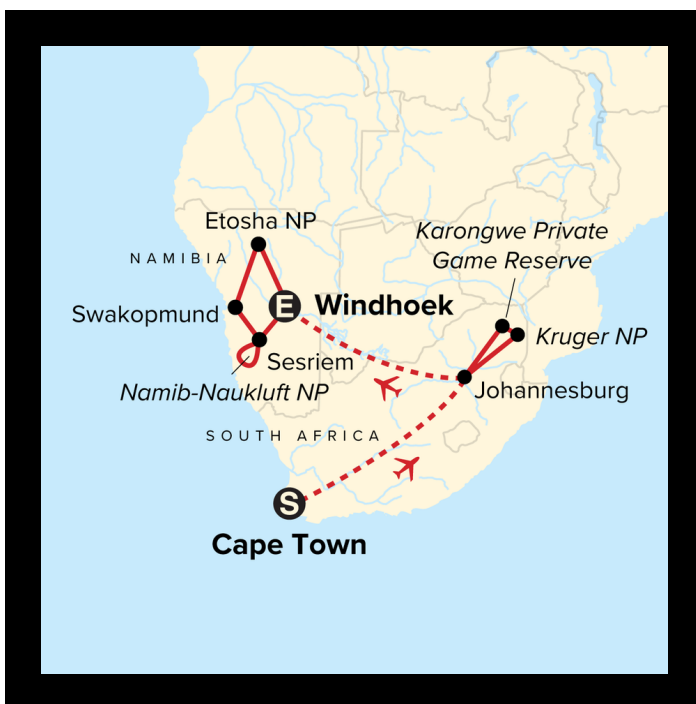 Etosha NP
Karongwe Private
Game Reserve
NAMIBIA
E
Windhoek
Swakopmund
Kruger NP
Sesriem
Namib-Naukluft NP
Johannesburg
SOUTH AFRICA
S
Cape Town